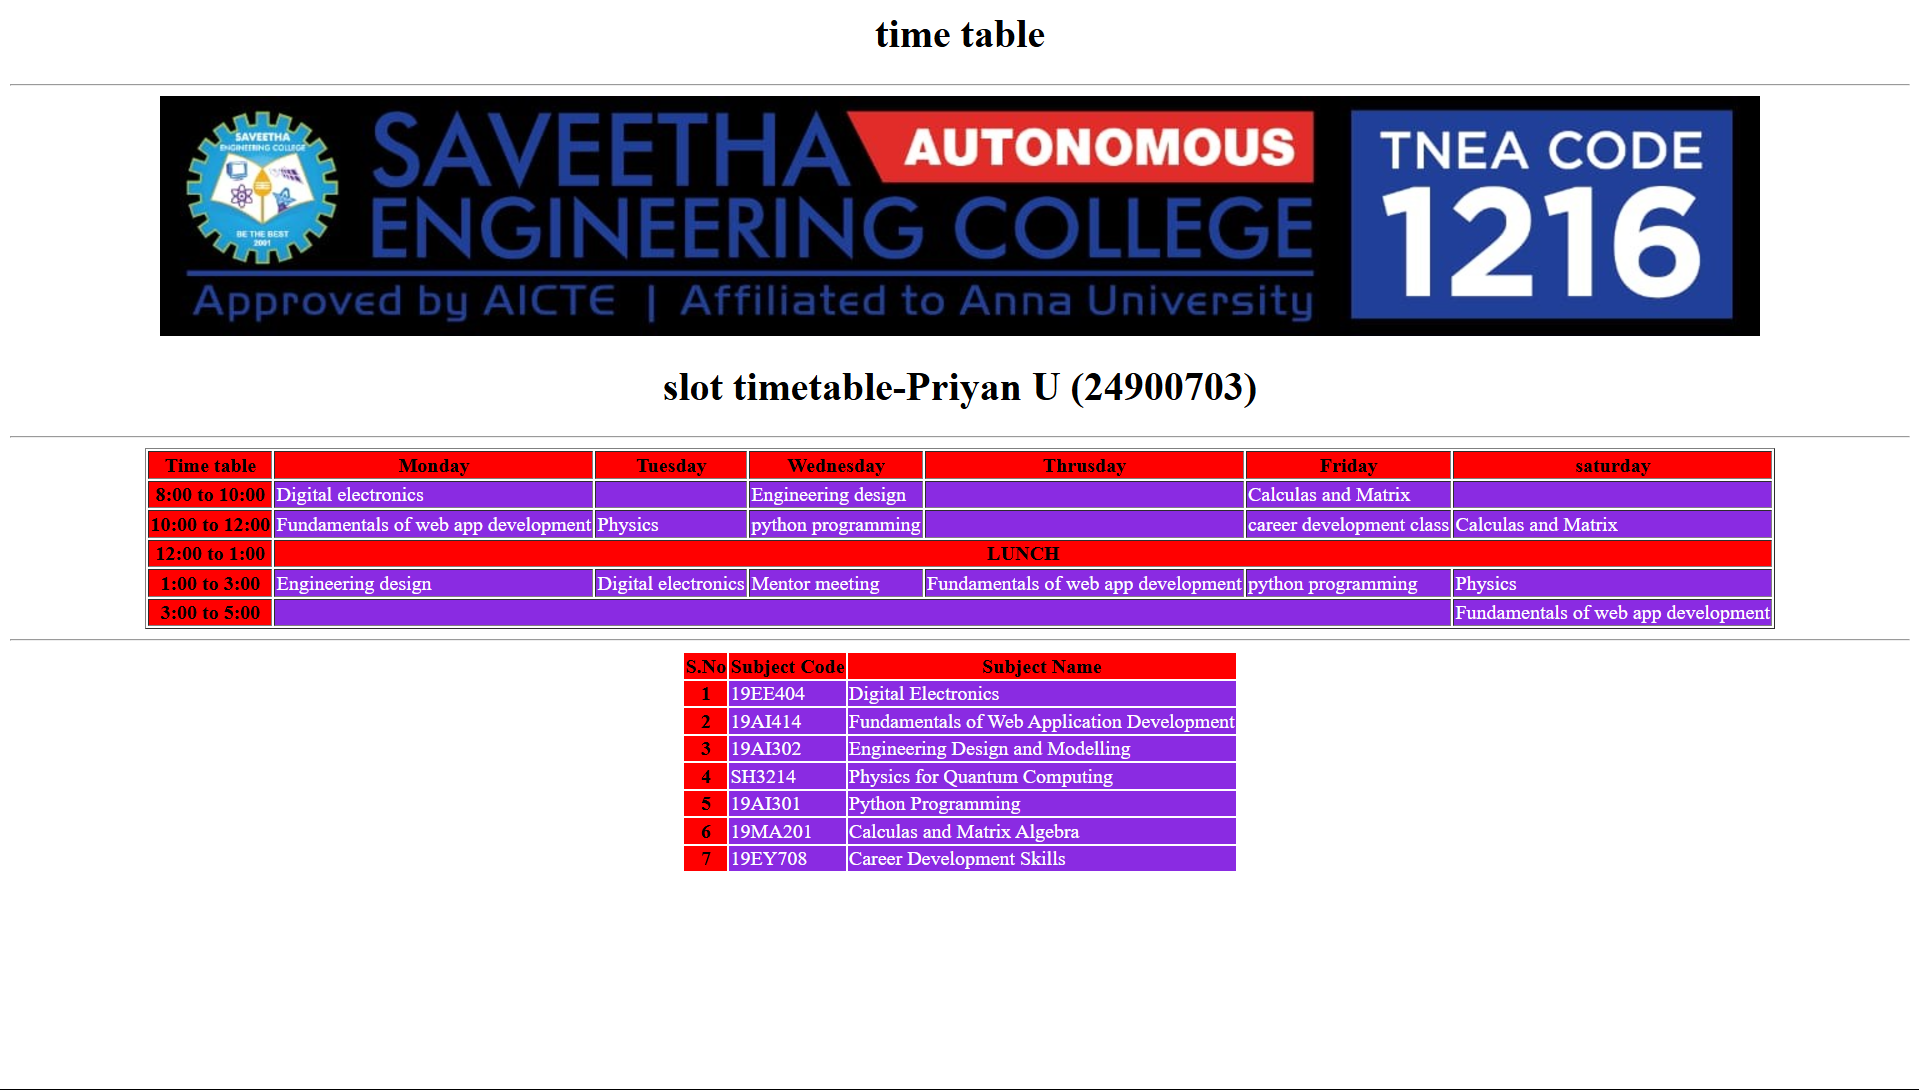 time table
SAVEETHA
ENGINEERING COLLEGE
BE THE BEST
2001
SAVEETHA AUTONOMOUS
ENGINEERING COLLEGE
Approved by AICTE | Affiliated to Anna University
TNEA CODE
1216
slot timetable-Priyan U (24900703)
Time table Monday Tuesday Wednesday Thrusday Friday saturday
8:00 to 10:00 Digital electronics Engineering design Calculas and Matrix
10:00 to 12:00 Fundamentals of web app development Physics python programming career development class Calculas and Matrix
12:00 to 1:00 LUNCH
1:00 to 3:00 Engineering design Digital electronics Mentor meeting Fundamentals of web app development python programming Physics
3:00 to 5:00 Fundamentals of web app development
S.No Subject Code Subject Name
1 19EE404 Digital Electronics
2 19AI414 Fundamentals of Web Application Development
3 19AI302 Engineering Design and Modelling
4 SH3214 Physics for Quantum Computing
5 19AI301 Python Programming
6 19MA201 Calculas and Matrix Algebra
7 19EY708 Career Development Skills